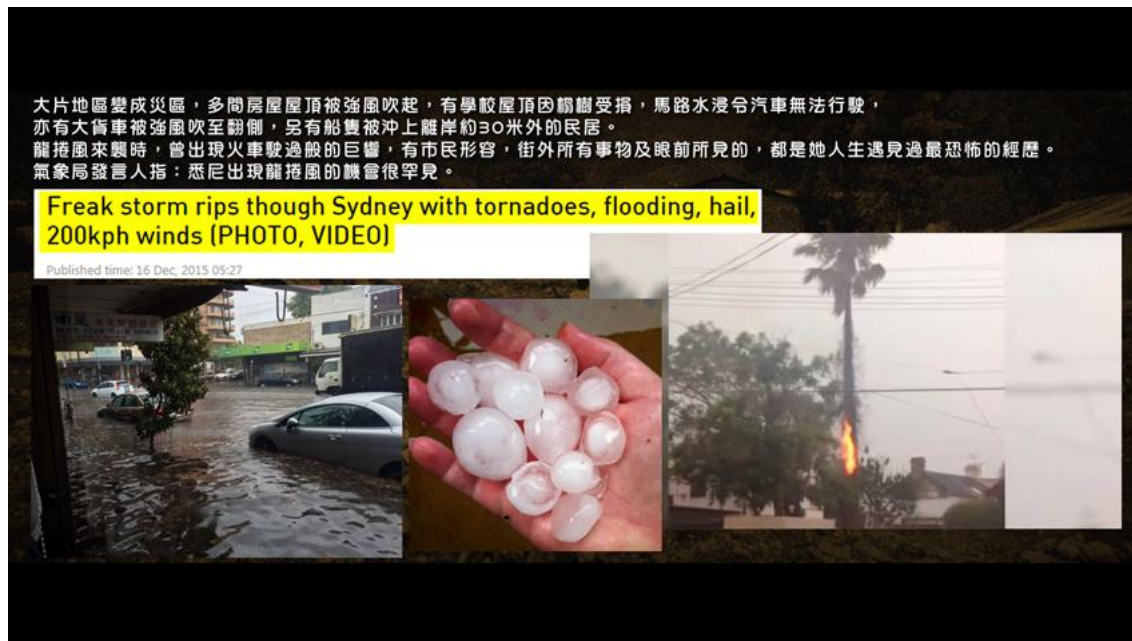 大片地區變成災區，多間房屋屋頂被強風吹起，有學校屋頂因榻樹受損，馬路水浸令汽車無法行駛，
亦有大貨車被強風吹至翻側，另有船隻被沖上離岸約30米外的民居。
龍捲風來襲時，曾出現火車駛過般的巨響，有市民形容，街外所有事物及眼前所見的，都是她人生遇見過最恐怖的經歷。
氣象局發言人指：悉尼出現龍捲風的機會很罕見。
Freak storm rips though Sydney with tornadoes, flooding, hail,
200kph winds (PHOTO, VIDEO)
Published time: 16 Dec, 2015 05:27